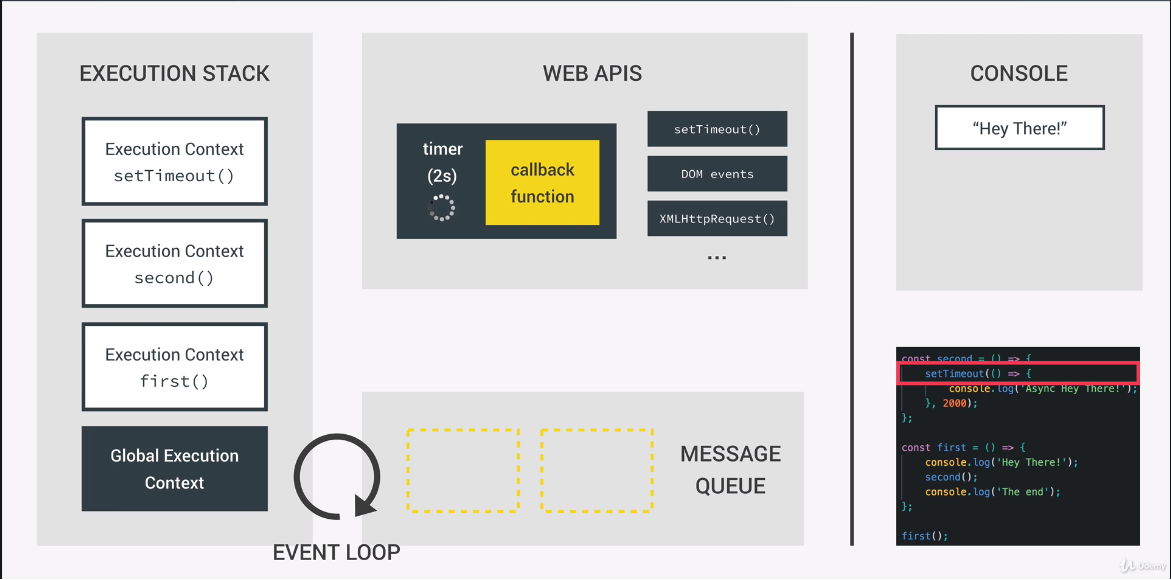 EXECUTION STACK
Execution Context
setTimeout()
Execution Context
second()
Execution Context
first()
Global Execution
Context
EVENT LOOP
WEB APIS
timer
(2s)
callback
function
setTimeout()
DOM events
XMLHttpRequest()
...
MESSAGE
QUEUE
CONSOLE
“Hey There!”
const second = () => {
setTimeout(() => {
console.log('Async Hey There!');
}, 2000);
};
const first = () => {
console.log('Hey There!');
second();
console.log('The end');
};
first();
Udemy